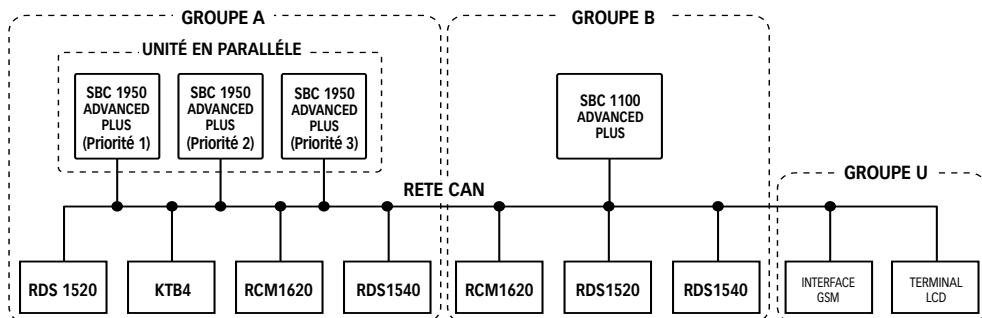 GROUPE A
GROUPE B
UNITÉ EN PARALLÉLE
SBC 1950
ADVANCED
PLUS
(Priorité 1)
SBC 1950
ADVANCED
PLUS
(Priorité 2)
SBC 1950
ADVANCED
PLUS
(Priorité 3)
SBC 1100
ADVANCED
PLUS
RETE CAN
GROUPE U
RDS 1520
KTB4
RCM1620
RDS1540
RCM1620
RDS1520
RDS1540
INTERFACE
GSM
TERMINAL
LCD